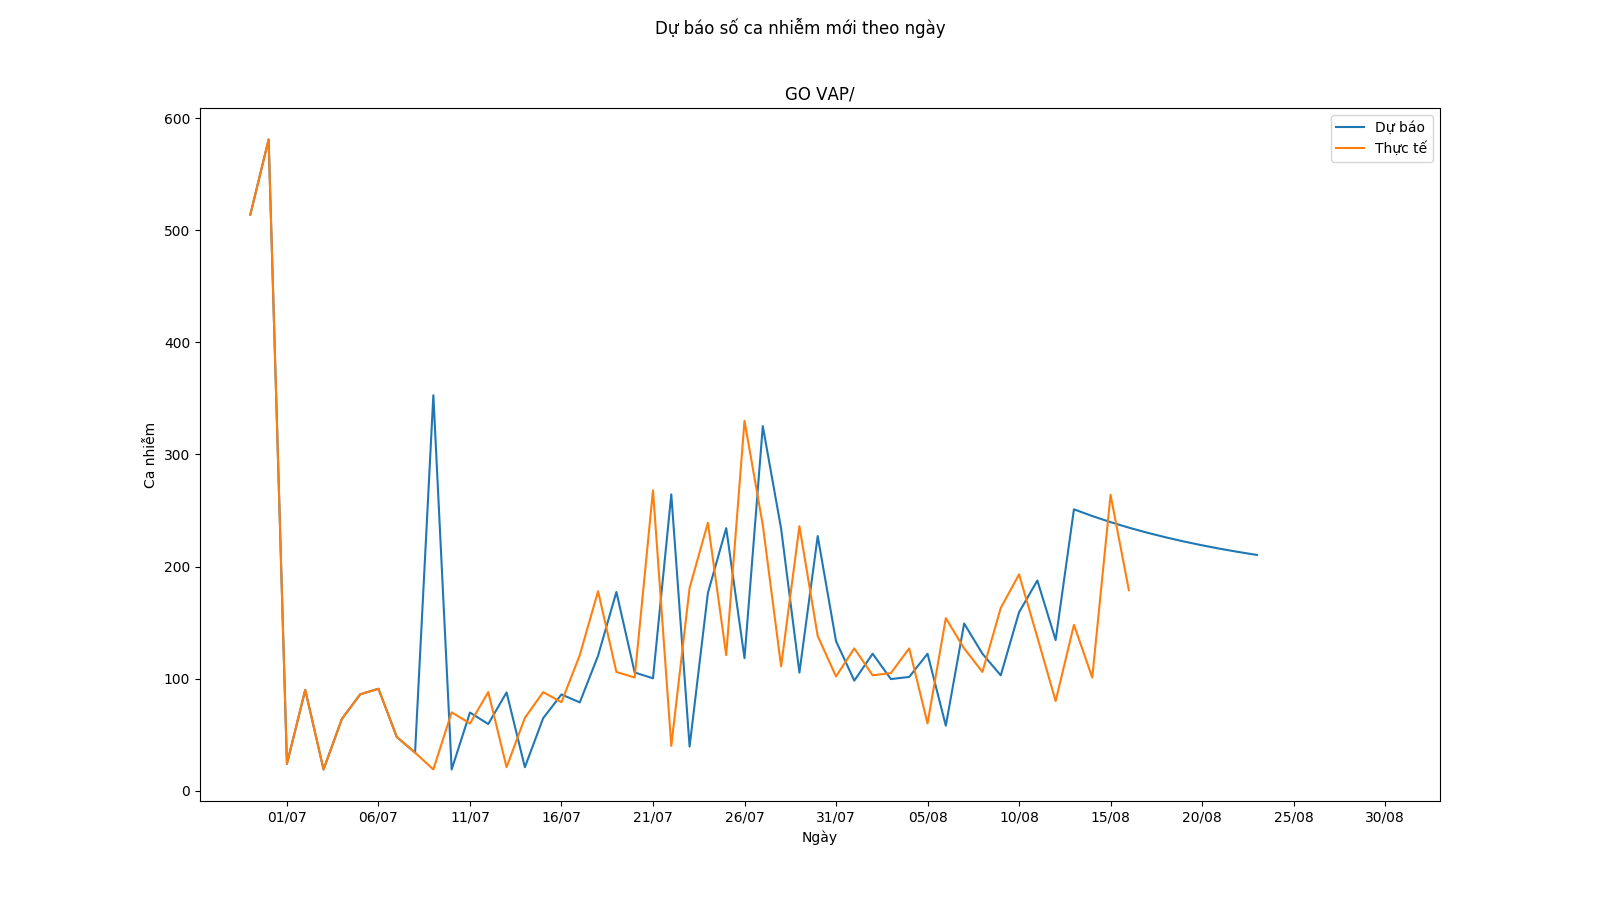 Dự báo số ca nhiễm mới theo ngày
GO VAP/
Dự báo
Thực tế
Ca nhiễm
600
500
400
300
200
100
0
01/07 06/07 11/07 16/07 21/07 26/07 31/07 05/08 10/08 15/08 20/08 25/08 30/08
Ngày